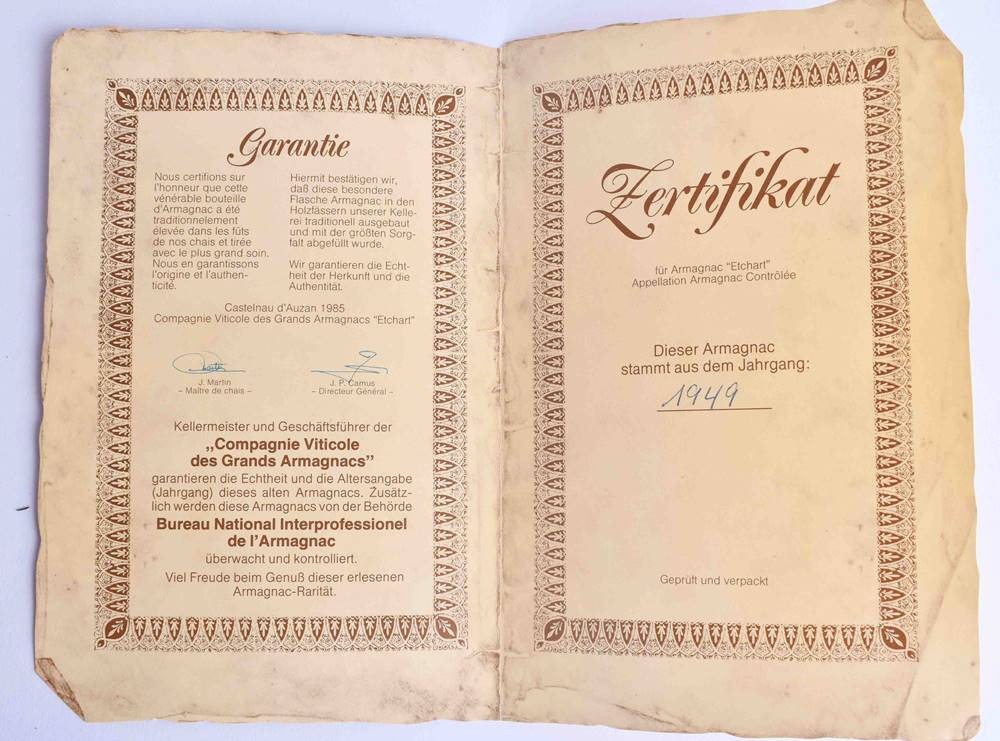 Garantie
Nous certifions sur
l'honneur que cette
vénérable bouteille
d'Armagnac a été
traditionnelement
élevée dans les fûts
de nos chais et tirée
avec le plus grand soin.
Nous en garantissons
l'origine et l'authen-
ticité.
Hiermit bestätigen wir,
daß diese besondere
Flasche Armagnac in den
Holzfässern unserer Kelle-
rei traditionell ausgebaut
und mit der größten Sorg-
falt abgefüllt wurde.
Wir garantieren die Echt-
heit der Herkunft und die
Authentität.
Castelnau d'Auzan 1985
Compagnie Viticole des Grands Armagnacs "Etchart"
J. Martin
– Maître de chais –
J. P. Camus
– Directeur Général –
Kellermeister und Geschäftsführer der
„Compagnie Viticole
des Grands Armagnacs"
garantieren die Echtheit und die Altersangabe
(Jahrgang) dieses alten Armagnacs. Zusätz-
lich werden diese Armagnacs von der Behörde
Bureau National Interprofessionel
de l'Armagnac
überwacht und kontrolliert.
Viel Freude beim Genuß dieser erlesenen
Armagnac-Rarität.
Zertifikat
für Armagnac "Etchart"
Appellation Armagnac Contrôlée
Dieser Armagnac
stammt aus dem Jahrgang:
1949
Geprüft und verpackt